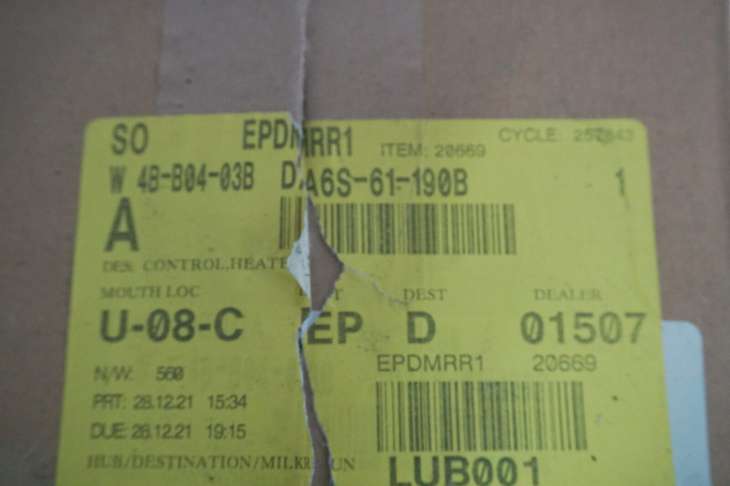 SO EPDMRR1 ITEM: 20669 CYCLE: 257843
W 4B-B04-03B DA6S-61-190B 1
A
DES: CONTROL,HEATE
MOUTH LOC DEST DEALER
U-08-C EP D 01507
EPDMRR1 20669
N/W: 560
PRT: 28.12.21 15:34
DUE: 28.12.21 19:15
HUB/DESTINATION/MILKRUN
LUB001